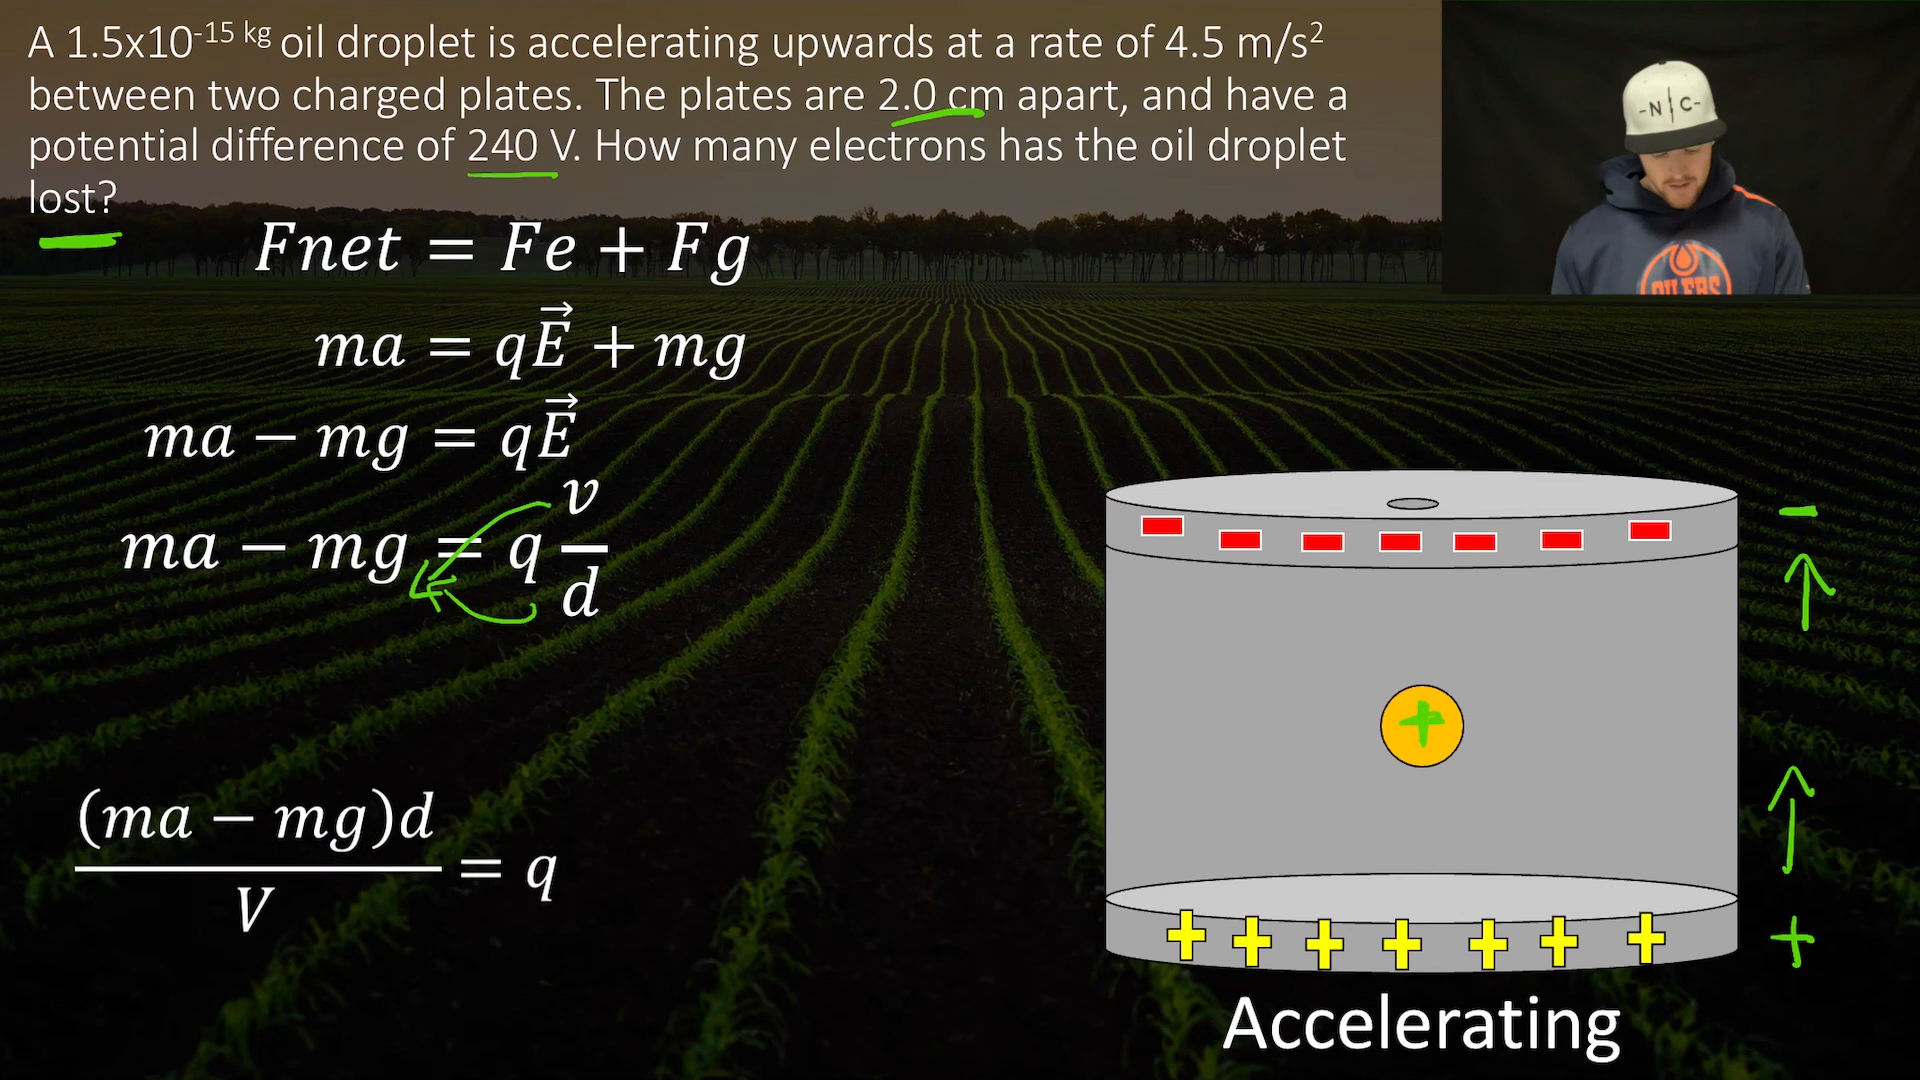 A 1.5x10⁻¹⁵ ᵏᵍ oil droplet is accelerating upwards at a rate of 4.5 m/s²
between two charged plates. The plates are 2.0 cm apart, and have a
potential difference of 240 V. How many electrons has the oil droplet
lost?
-N|C-
OILERS
Fnet = Fe + Fg
ma = qE⃗ + mg
ma − mg = qE⃗
ma − mg = q v/d
(ma − mg)d / V = q
− − − − − − −
−
+
+ + + + + + +
+
Accelerating